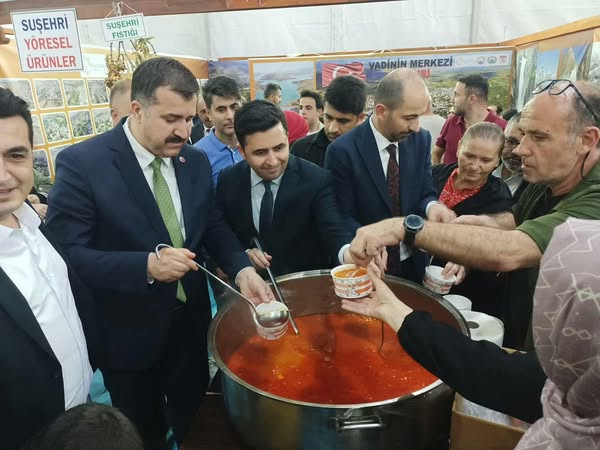 SUŞEHRİ
YÖRESEL
ÜRÜNLER
SUŞEHRİ
FISTIĞI
VADİNİN MERKEZİ